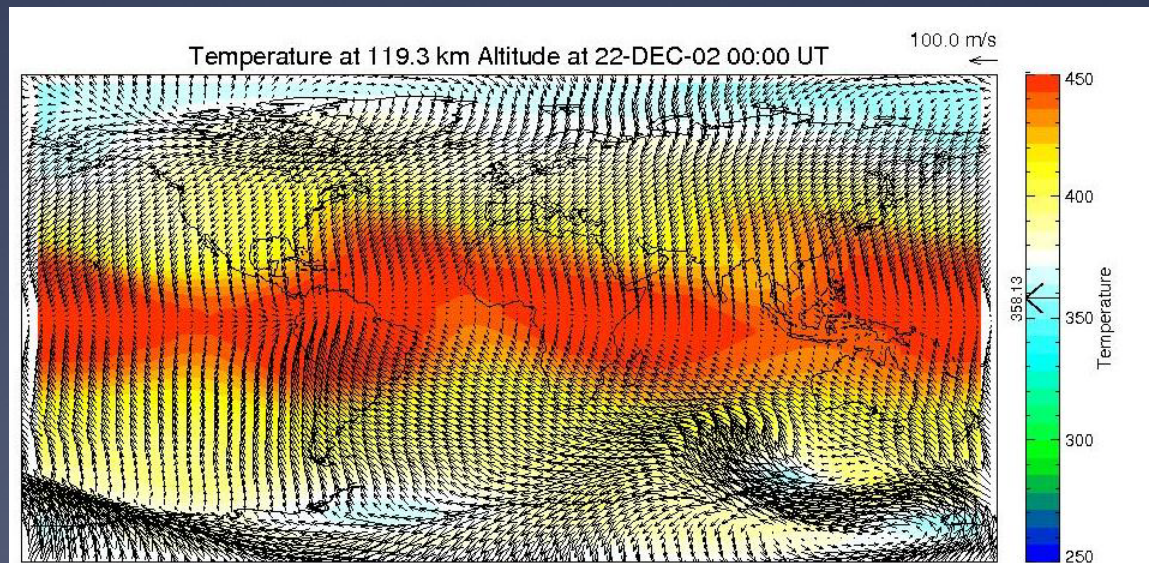 Temperature at 119.3 km Altitude at 22-DEC-02 00:00 UT
100.0 m/s
450
400
358.13
350
300
250
Temperature